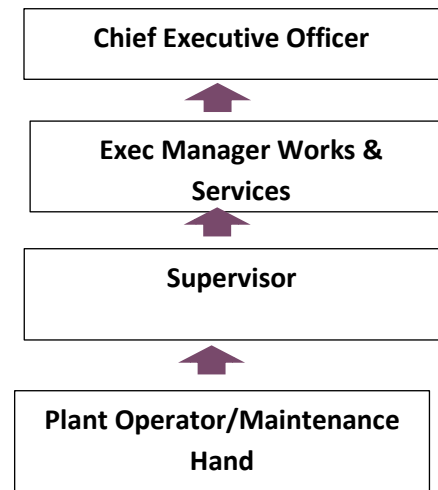 Chief Executive Officer
Exec Manager Works &
Services
Supervisor
Plant Operator/Maintenance
Hand